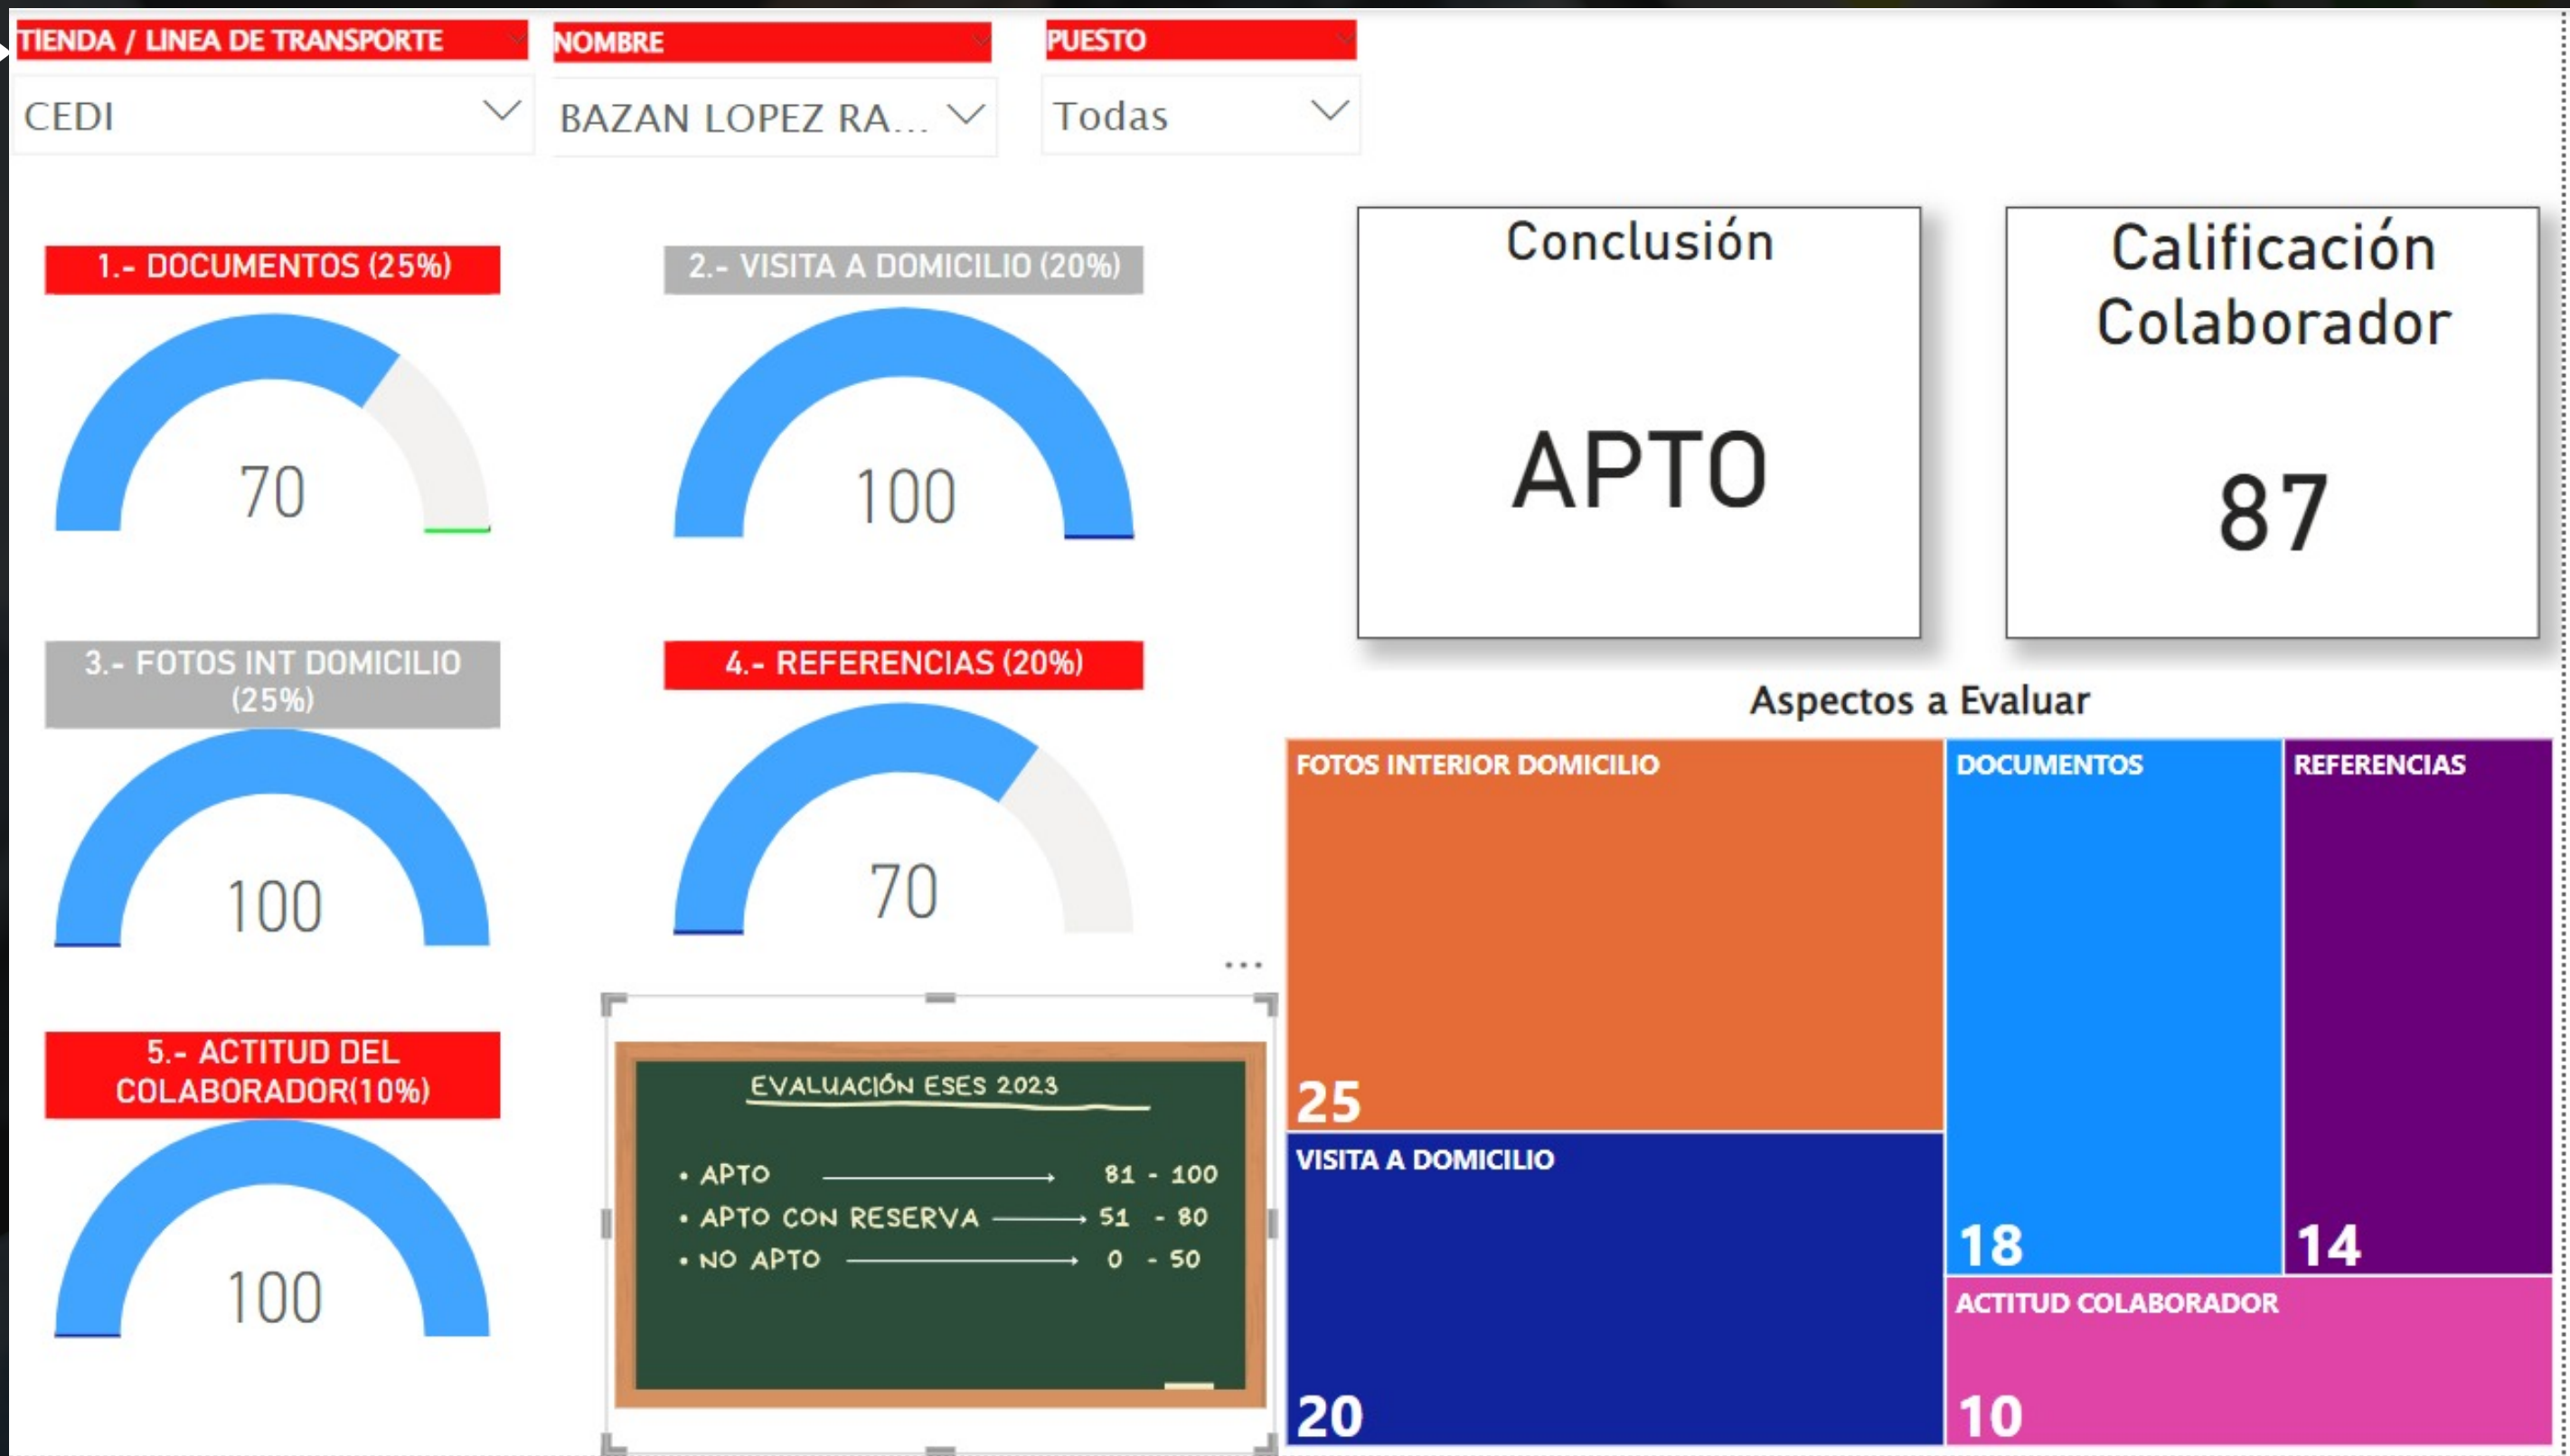 TIENDA / LÍNEA DE TRANSPORTE
NOMBRE
PUESTO
CEDI
BAZAN LOPEZ RA...
Todas
1.- DOCUMENTOS (25%)
70
2.- VISITA A DOMICILIO (20%)
100
Conclusión
APTO
Calificación
Colaborador
87
3.- FOTOS INT DOMICILIO
(25%)
100
4.- REFERENCIAS (20%)
70
5.- ACTITUD DEL
COLABORADOR(10%)
100
EVALUACIÓN ESES 2023
• APTO 81 - 100
• APTO CON RESERVA 51 - 80
• NO APTO 0 - 50
Aspectos a Evaluar
FOTOS INTERIOR DOMICILIO
25
VISITA A DOMICILIO
20
DOCUMENTOS
18
REFERENCIAS
14
ACTITUD COLABORADOR
10